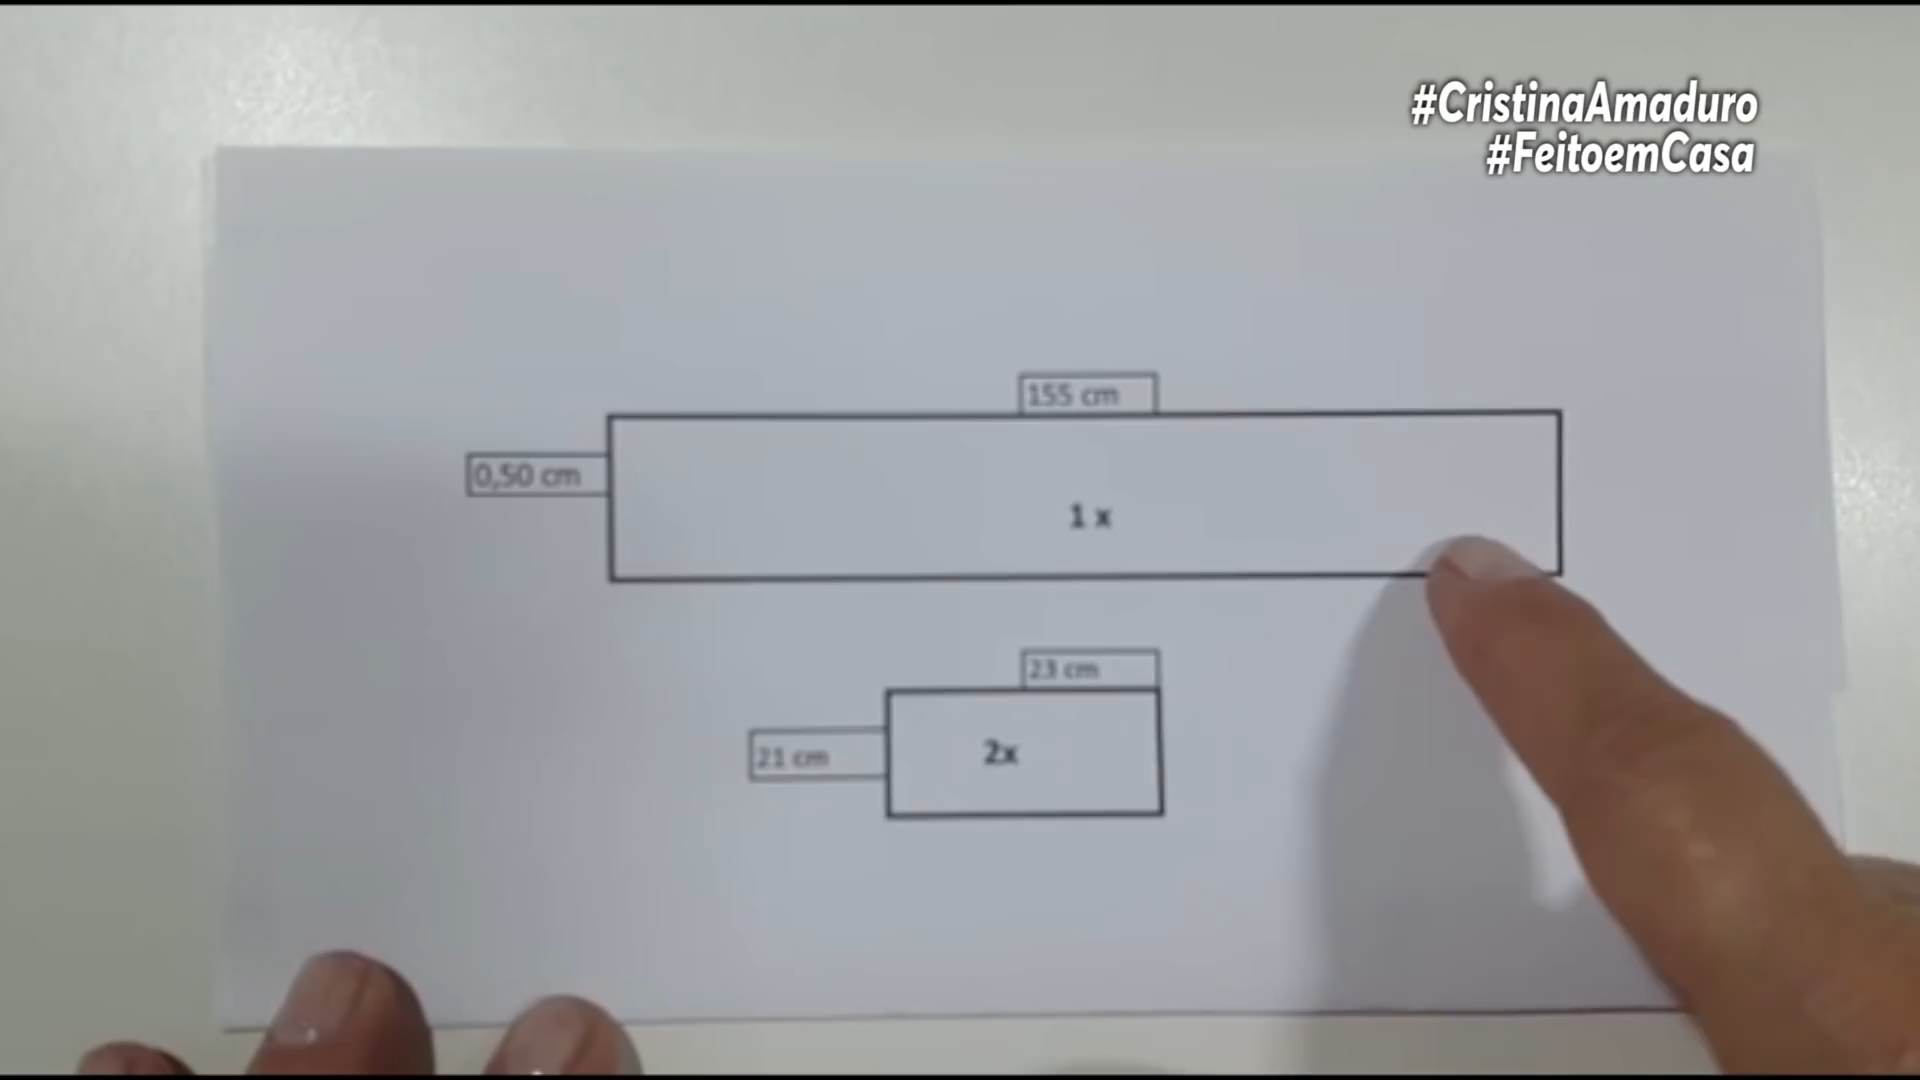 #CristinaAmaduro
#FeitoemCasa
155 cm
0,50 cm
1 x
23 cm
21 cm
2x